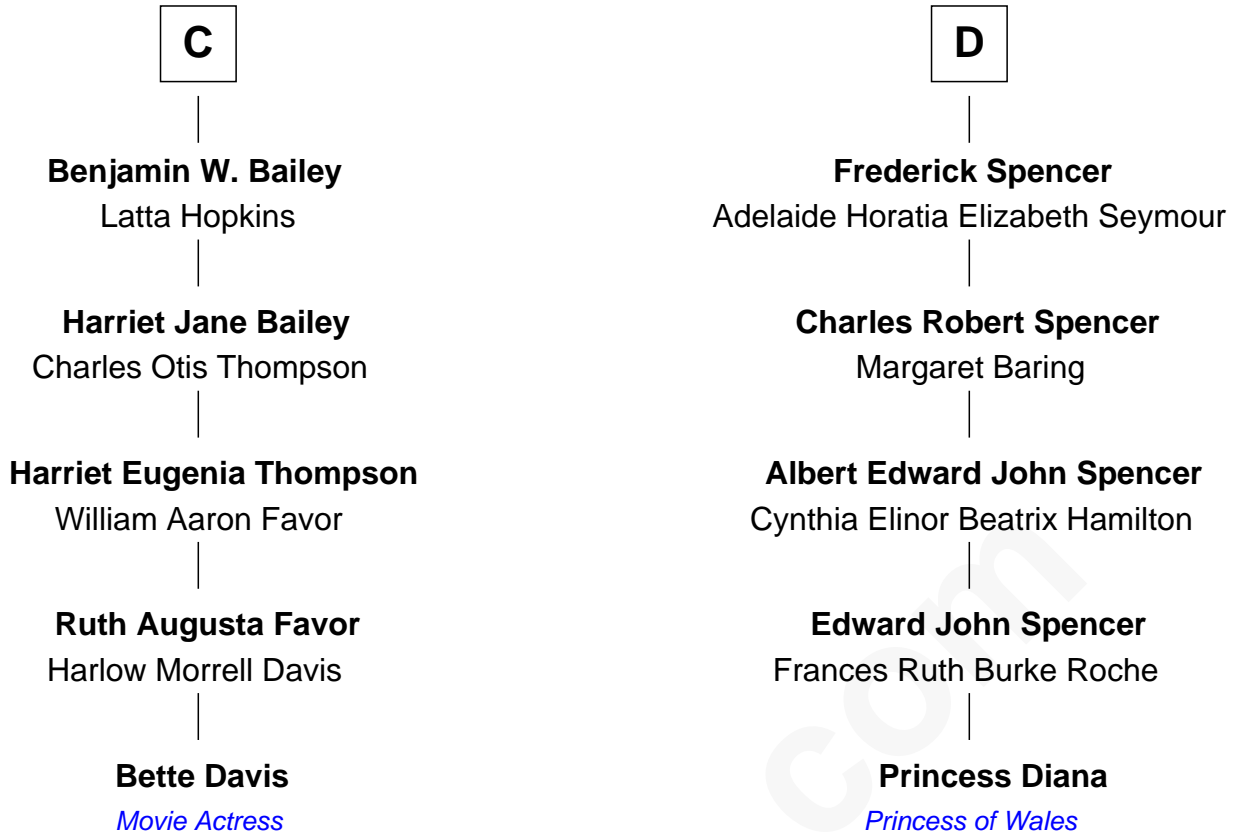 C
Benjamin W. Bailey
Latta Hopkins
Harriet Jane Bailey
Charles Otis Thompson
Harriet Eugenia Thompson
William Aaron Favor
Ruth Augusta Favor
Harlow Morrell Davis
Bette Davis
Movie Actress
D
Frederick Spencer
Adelaide Horatia Elizabeth Seymour
Charles Robert Spencer
Margaret Baring
Albert Edward John Spencer
Cynthia Elinor Beatrix Hamilton
Edward John Spencer
Frances Ruth Burke Roche
Princess Diana
Princess of Wales
com